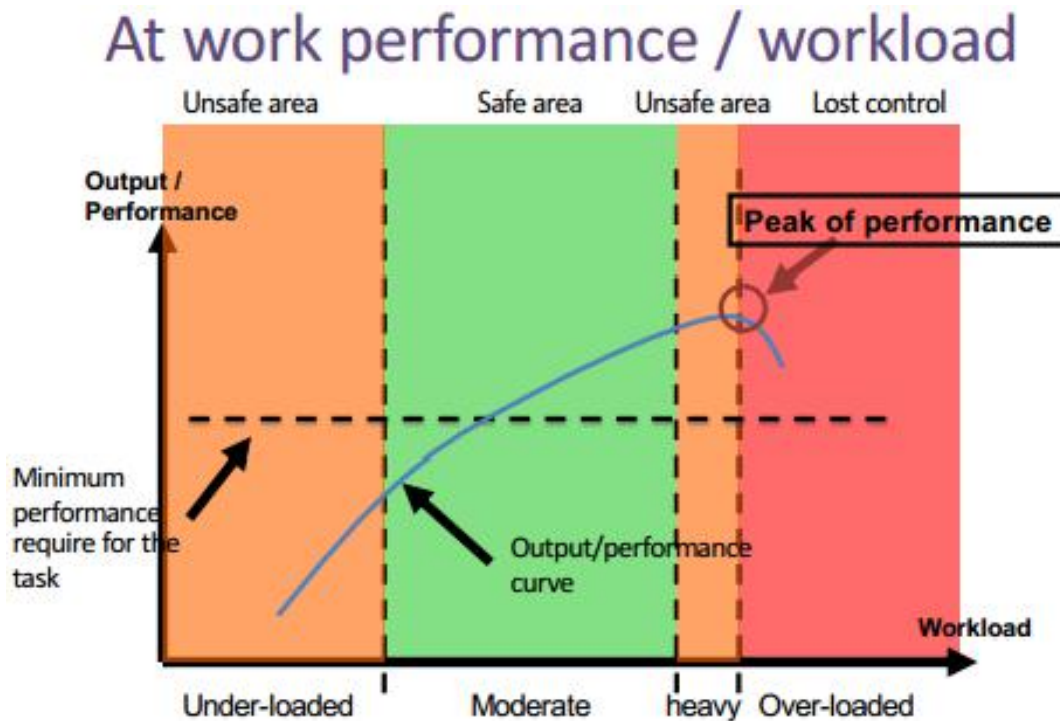 At work performance / workload
Unsafe area
Safe area
Unsafe area
Lost control
Output /
Performance
Peak of performance
Minimum
performance
require for the
task
Output/performance
curve
Workload
Under-loaded
Moderate
heavy
Over-loaded